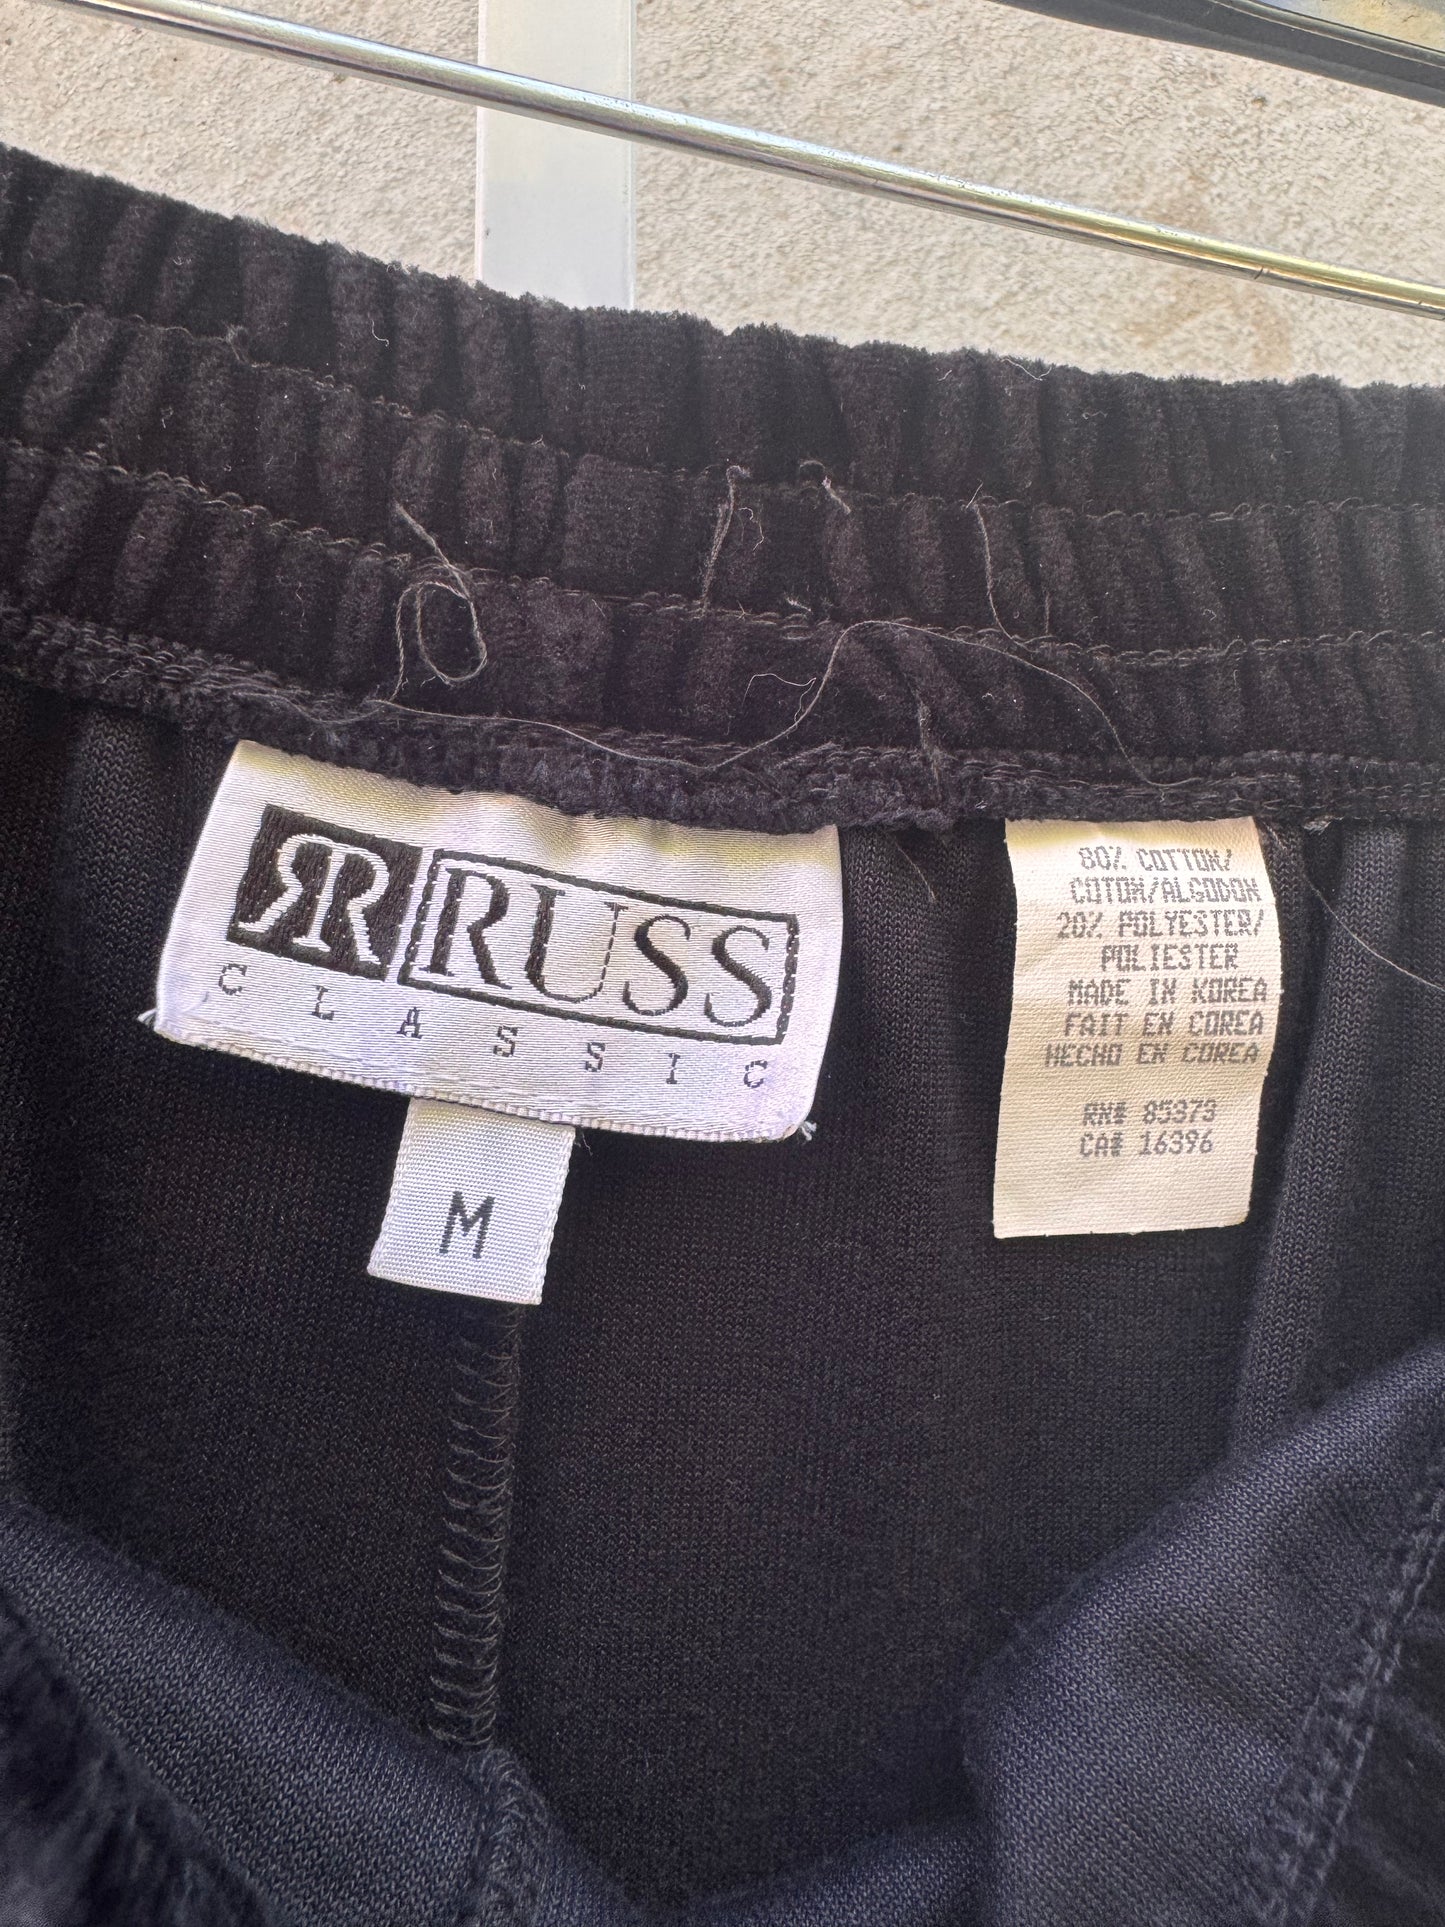 RR RUSS
CLASSIC
M
80% COTTON/
COTON/ALGODON
20% POLYESTER/
POLIESTER
MADE IN KOREA
FAIT EN COREA
HECHO EN COREA
RN# 85373
CA# 16396